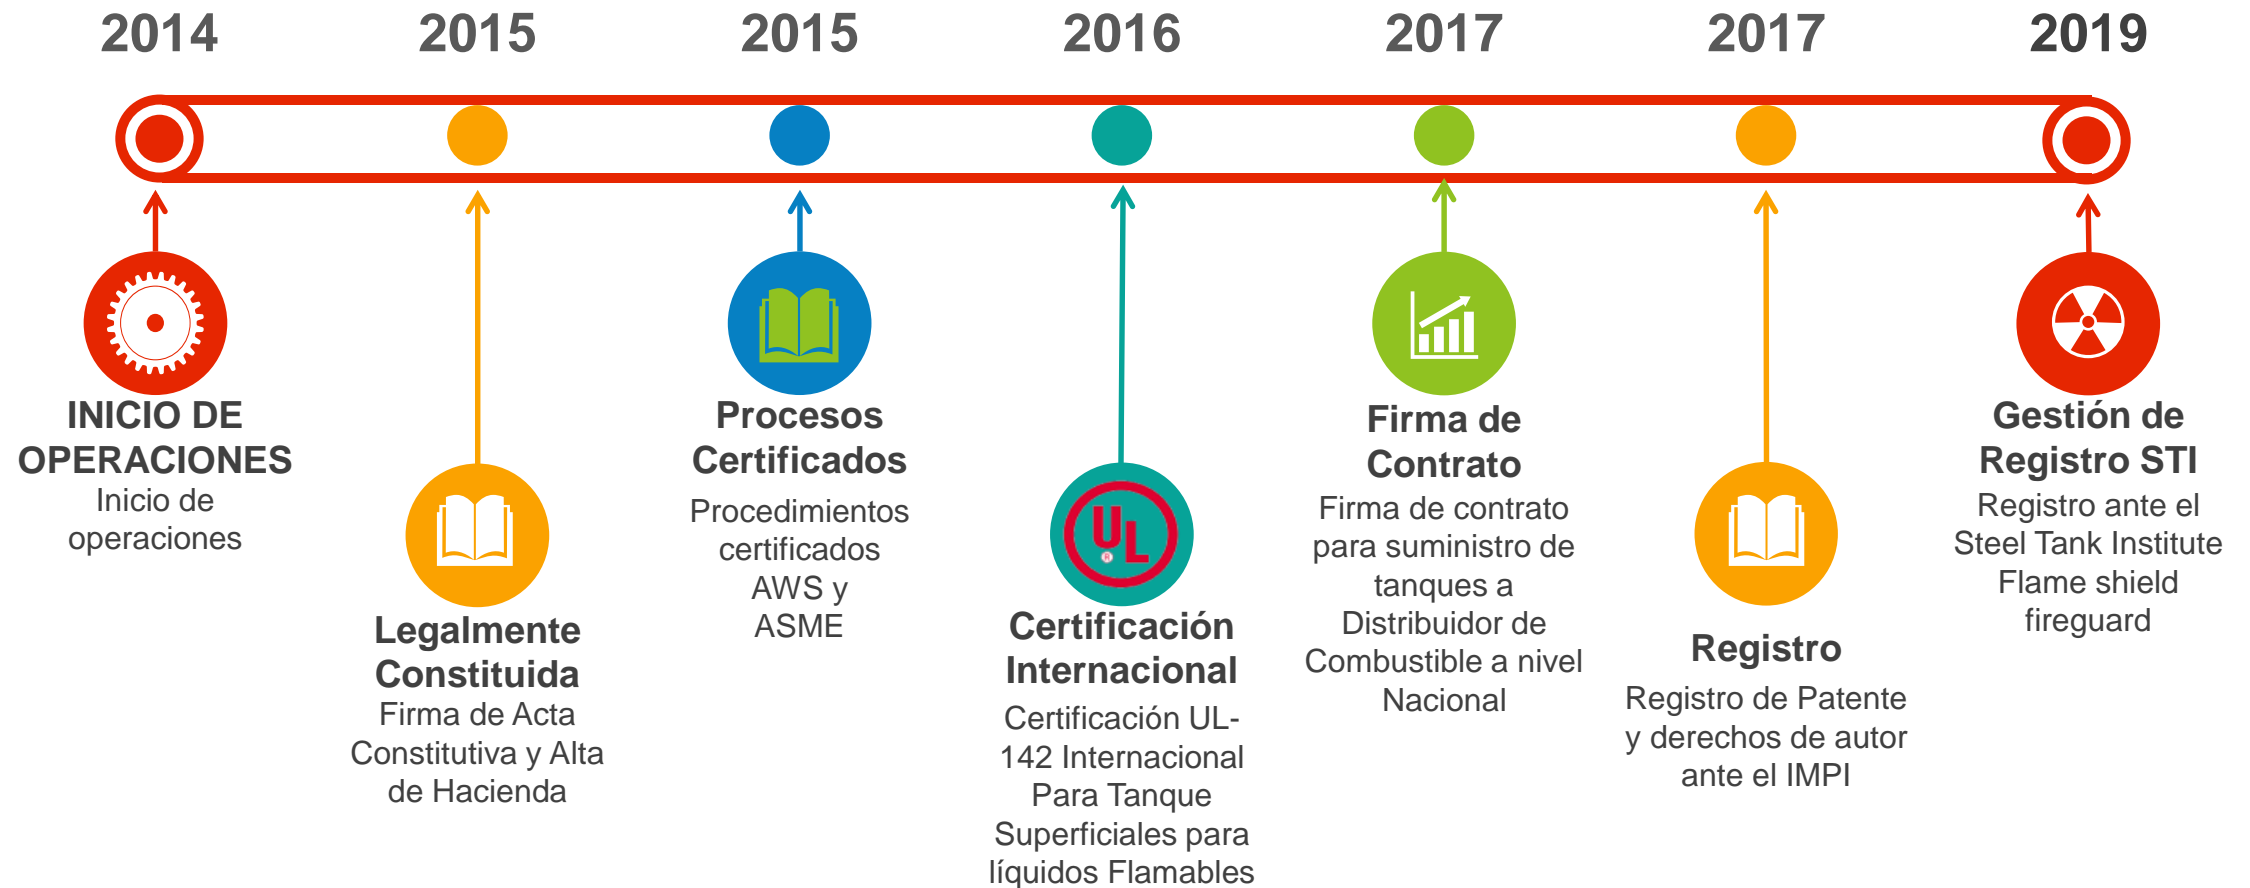 2014
2015
2015
2016
2017
2017
2019
INICIO DE
OPERACIONES
Inicio de
operaciones
Legalmente
Constituida
Firma de Acta
Constitutiva y Alta
de Hacienda
Procesos
Certificados
Procedimientos
certificados
AWS y
ASME
UL
®
Certificación
Internacional
Certificación UL-
142 Internacional
Para Tanque
Superficiales para
líquidos Flamables
Firma de
Contrato
Firma de contrato
para suministro de
tanques a
Distribuidor de
Combustible a nivel
Nacional
Registro
Registro de Patente
y derechos de autor
ante el IMPI
Gestión de
Registro STI
Registro ante el
Steel Tank Institute
Flame shield
fireguard